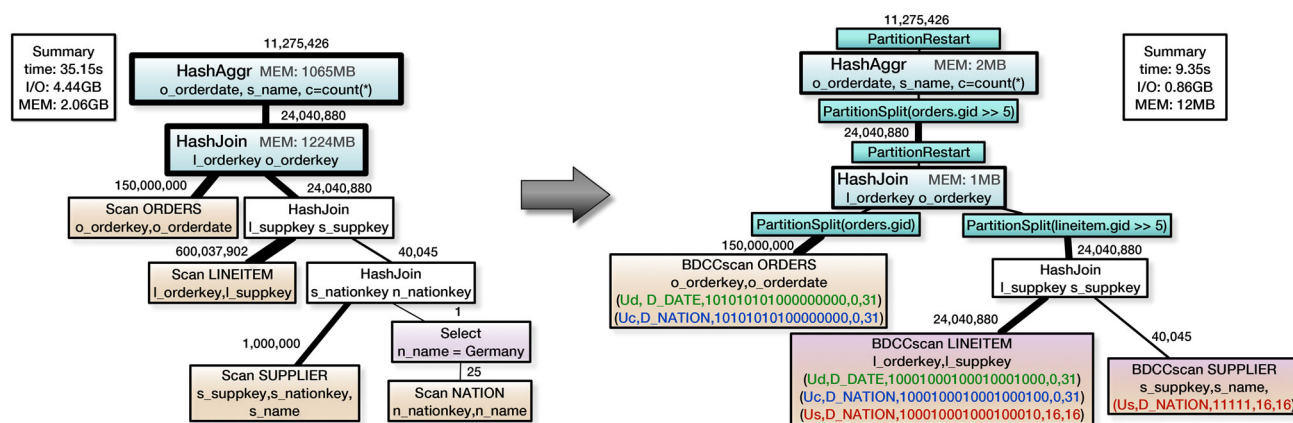 Summary
time: 35.15s
I/O: 4.44GB
MEM: 2.06GB
11,275,426
HashAggr MEM: 1065MB
o_orderdate, s_name, c=count(*)
24,040,880
HashJoin MEM: 1224MB
l_orderkey o_orderkey
150,000,000
24,040,880
Scan ORDERS
o_orderkey,o_orderdate
HashJoin
l_suppkey s_suppkey
600,037,902
40,045
Scan LINEITEM
l_orderkey,l_suppkey
HashJoin
s_nationkey n_nationkey
1
Select
n_name = Germany
1,000,000
25
Scan SUPPLIER
s_suppkey,s_nationkey,
s_name
Scan NATION
n_nationkey,n_name
11,275,426
PartitionRestart
HashAggr MEM: 2MB
o_orderdate, s_name, c=count(*)
PartitionSplit(orders.gid >> 5)
24,040,880
PartitionRestart
HashJoin MEM: 1MB
l_orderkey o_orderkey
PartitionSplit(orders.gid)
PartitionSplit(lineitem.gid >> 5)
150,000,000
24,040,880
BDCCscan ORDERS
o_orderkey,o_orderdate
(Ud, D_DATE,101010101000000000,0,31)
(Uc,D_NATION,10101010100000000,0,31)
HashJoin
l_suppkey s_suppkey
24,040,880
40,045
BDCCscan LINEITEM
l_orderkey,l_suppkey
(Ud,D_DATE,10001000100010001000,0,31)
(Uc,D_NATION,1000100010001000100,0,31)
(Us,D_NATION,100010001000100010,16,16)
BDCCscan SUPPLIER
s_suppkey,s_name,
(Us,D_NATION,11111,16,16)
Summary
time: 9.35s
I/O: 0.86GB
MEM: 12MB